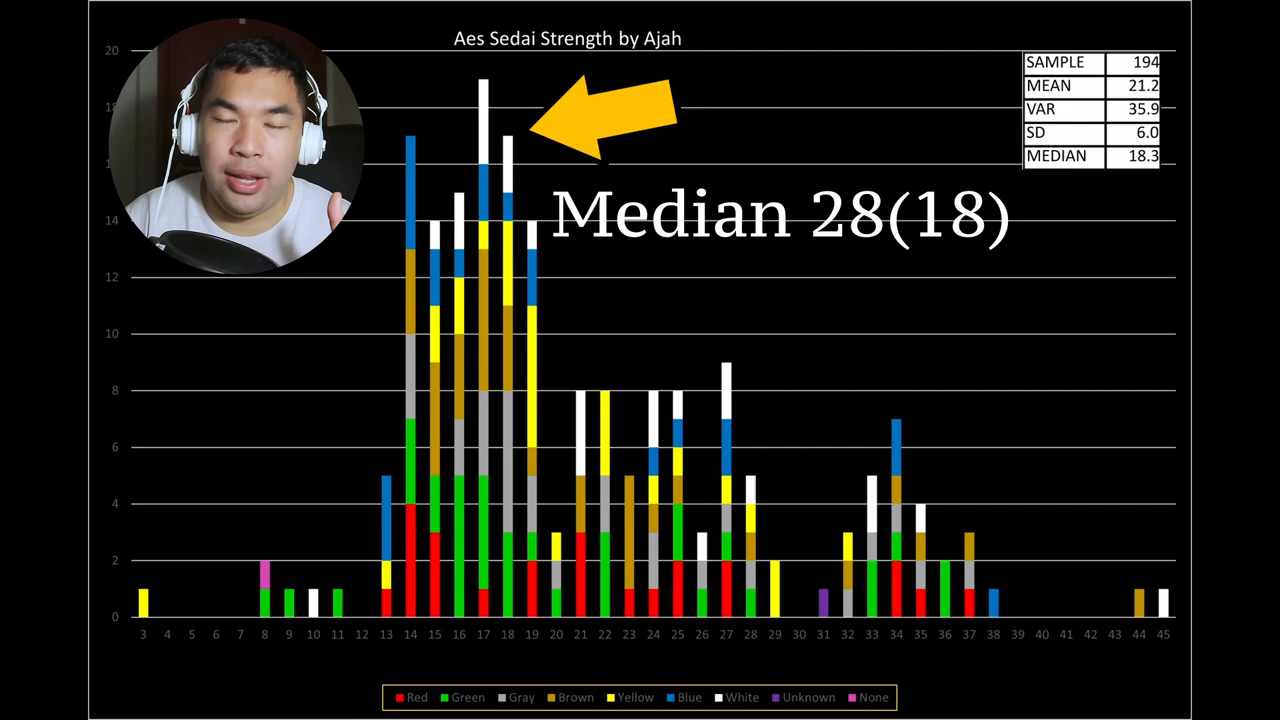 Aes Sedai Strength by Ajah
20
SAMPLE 194
MEAN 21.2
VAR 35.9
SD 6.0
MEDIAN 18.3
Median 28(18)
14
12
10
8
6
4
2
0
3 4 5 6 7 8 9 10 11 12 13 14 15 16 17 18 19 20 21 22 23 24 25 26 27 28 29 30 31 32 33 34 35 36 37 38 39 40 41 42 43 44 45
Red Green Gray Brown Yellow Blue White Unknown None